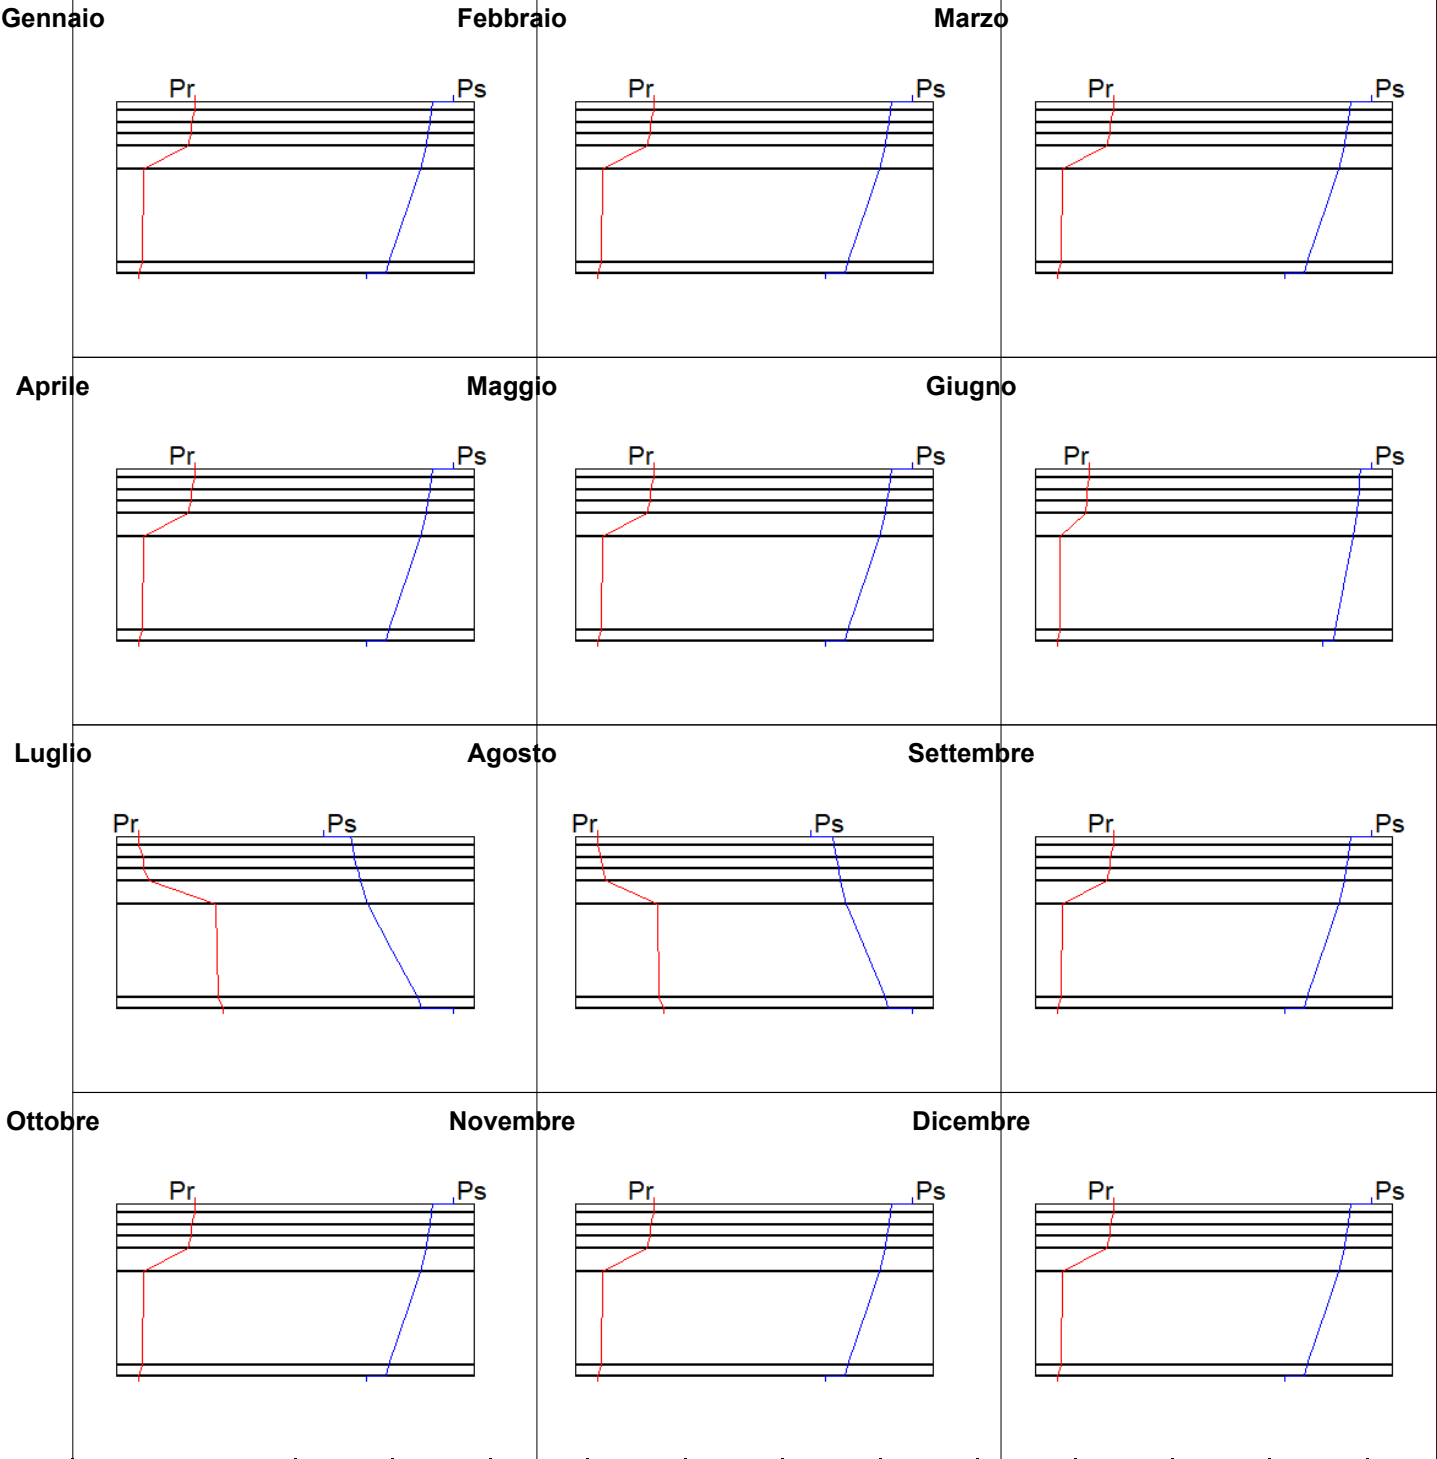 Gennaio Febbraio Marzo
Pr Ps Pr Ps Pr Ps
Aprile Maggio Giugno
Pr Ps Pr Ps Pr Ps
Luglio Agosto Settembre
Pr Ps Pr Ps Pr Ps
Ottobre Novembre Dicembre
Pr Ps Pr Ps Pr Ps